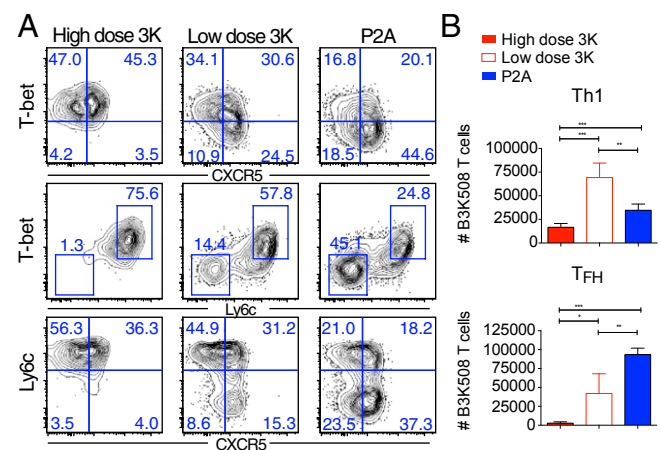 A
High dose 3K
Low dose 3K
P2A
T-bet
47.0 45.3
4.2 3.5
34.1 30.6
10.9 24.5
16.8 20.1
18.5 44.6
CXCR5
T-bet
75.6
1.3
57.8
14.4
24.8
45.1
Ly6c
Ly6c
56.3 36.3
3.5 4.0
44.9 31.2
8.6 15.3
21.0 18.2
23.5 37.3
CXCR5
B
High dose 3K
Low dose 3K
P2A
Th1
# B3K508 T cells
100000
75000
50000
25000
0
***
***
**
TFH
# B3K508 T cells
125000
100000
75000
50000
25000
0
***
*
**